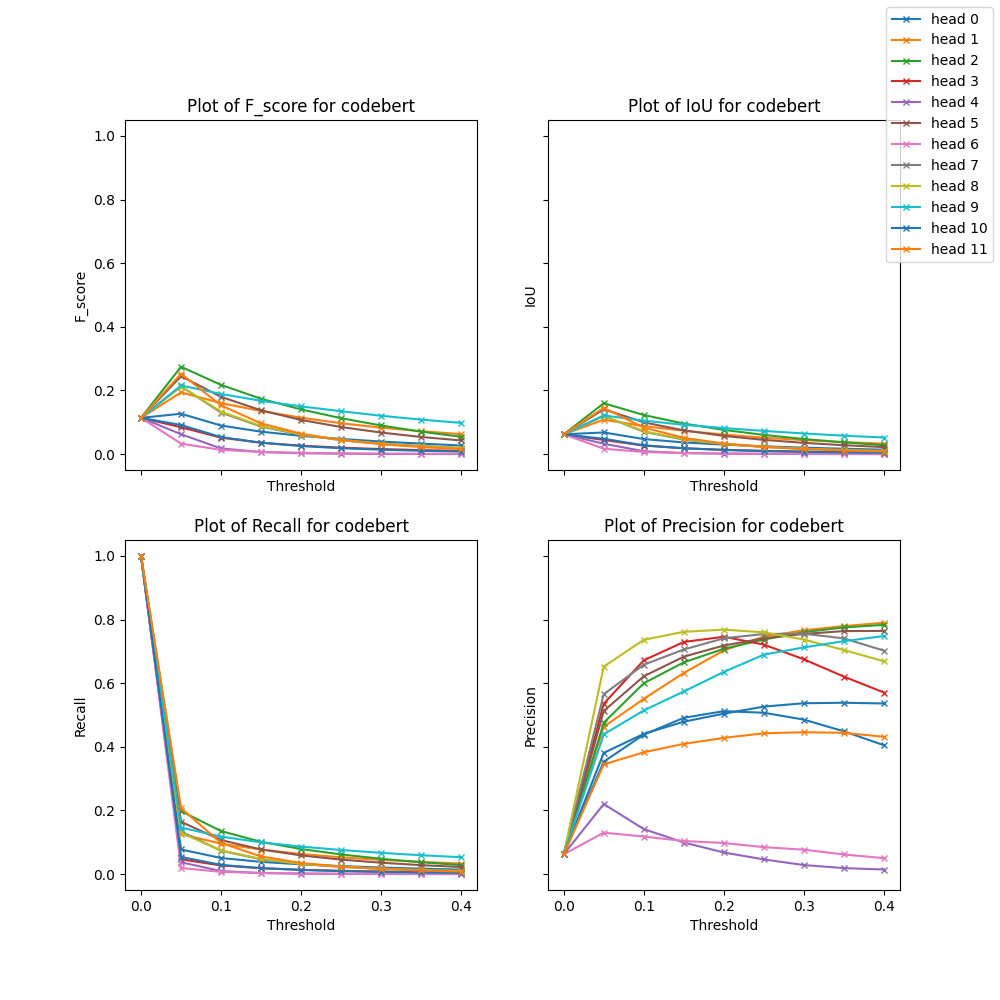 head 0
head 1
head 2
head 3
head 4
head 5
head 6
head 7
head 8
head 9
head 10
head 11
Plot of F_score for codebert
1.0
0.8
0.6
0.4
0.2
0.0
F_score
Threshold
Plot of IoU for codebert
IoU
Threshold
Plot of Recall for codebert
1.0
0.8
0.6
0.4
0.2
0.0
Recall
0.0 0.1 0.2 0.3 0.4
Threshold
Plot of Precision for codebert
Precision
0.0 0.1 0.2 0.3 0.4
Threshold